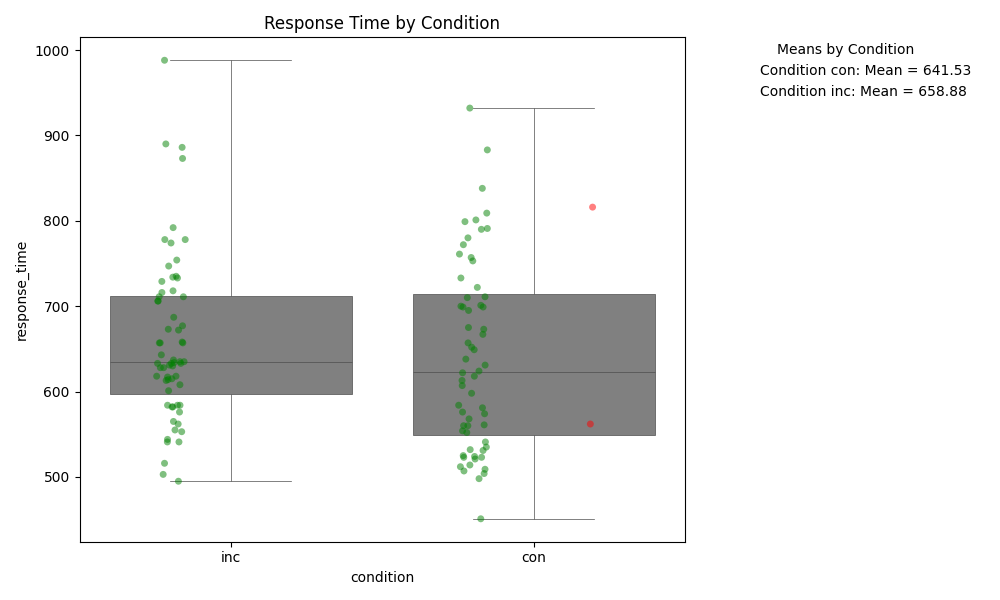 Response Time by Condition
Means by Condition
Condition con: Mean = 641.53
Condition inc: Mean = 658.88
response_time
1000
900
800
700
600
500
inc
con
condition